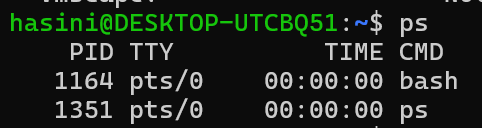 hasini@DESKTOP-UTCBQ51:~$ ps
PID TTY TIME CMD
1164 pts/0 00:00:00 bash
1351 pts/0 00:00:00 ps